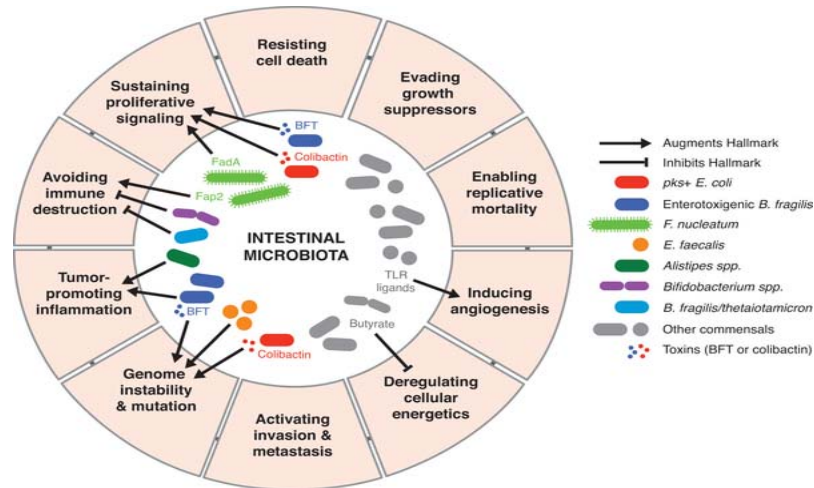 Resisting
cell death
Evading
growth
suppressors
Enabling
replicative
mortality
Inducing
angiogenesis
Deregulating
cellular
energetics
Activating
invasion &
metastasis
Genome
instability
& mutation
Tumor-
promoting
inflammation
Avoiding
immune
destruction
Sustaining
proliferative
signaling
BFT
Colibactin
FadA
Fap2
INTESTINAL
MICROBIOTA
TLR
ligands
Butyrate
BFT
Colibactin
Augments Hallmark
Inhibits Hallmark
pks+ E. coli
Enterotoxigenic B. fragilis
F. nucleatum
E. faecalis
Alistipes spp.
Bifidobacterium spp.
B. fragilis/thetaiotamicron
Other commensals
Toxins (BFT or colibactin)